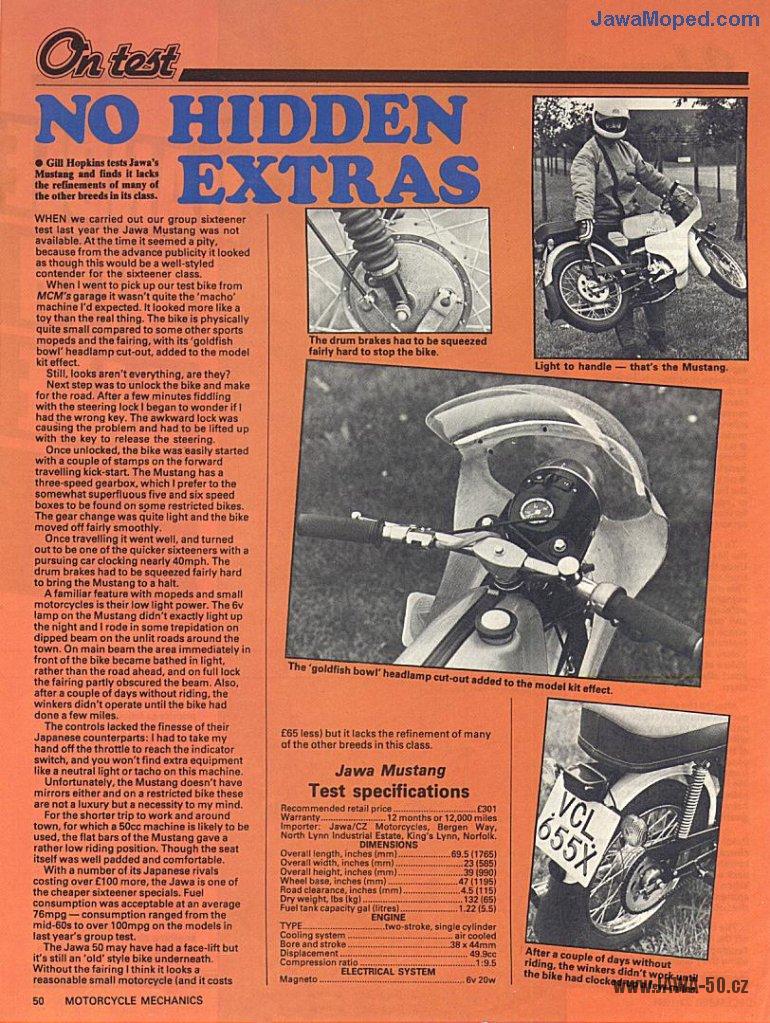 JawaMoped.com
On test
NO HIDDEN
EXTRAS
● Gill Hopkins tests Jawa's
Mustang and finds it lacks
the refinements of many of
the other breeds in its class.
WHEN we carried out our group sixteener
test last year the Jawa Mustang was not
available. At the time it seemed a pity,
because from the advance publicity it looked
as though this would be a well-styled
contender for the sixteener class.
When I went to pick up our test bike from
MCM's garage it wasn't quite the 'macho'
machine I'd expected. It looked more like a
toy than the real thing. The bike is physically
quite small compared to some other sports
mopeds and the fairing, with its 'goldfish
bowl' headlamp cut-out, added to the model
kit effect.
Still, looks aren't everything, are they?
Next step was to unlock the bike and make
for the road. After a few minutes fiddling
with the steering lock I began to wonder if I
had the wrong key. The awkward lock was
causing the problem and had to be lifted up
with the key to release the steering.
Once unlocked, the bike was easily started
with a couple of stamps on the forward
travelling kick-start. The Mustang has a
three-speed gearbox, which I prefer to the
somewhat superfluous five and six speed
boxes to be found on some restricted bikes.
The gear change was quite light and the bike
moved off fairly smoothly.
Once travelling it went well, and turned
out to be one of the quicker sixteeners with a
pursuing car clocking nearly 40mph. The
drum brakes had to be squeezed fairly hard
to bring the Mustang to a halt.
A familiar feature with mopeds and small
motorcycles is their low light power. The 6v
lamp on the Mustang didn't exactly light up
the night and I rode in some trepidation on
dipped beam on the unlit roads around the
town. On main beam the area immediately in
front of the bike became bathed in light,
rather than the road ahead, and on full lock
the fairing partly obscured the beam. Also,
after a couple of days without riding, the
winkers didn't operate until the bike had
done a few miles.
The controls lacked the finesse of their
Japanese counterparts: I had to take my
hand off the throttle to reach the indicator
switch, and you won't find extra equipment
like a neutral light or tacho on this machine.
Unfortunately, the Mustang doesn't have
mirrors either and on a restricted bike these
are not a luxury but a necessity to my mind.
For the shorter trip to work and around
town, for which a 50cc machine is likely to be
used, the flat bars of the Mustang gave a
rather low riding position. Though the seat
itself was well padded and comfortable.
With a number of its Japanese rivals
costing over £100 more, the Jawa is one of
the cheaper sixteener specials. Fuel
consumption was acceptable at an average
76mpg — consumption ranged from the
mid-60s to over 100mpg on the models in
last year's group test.
The Jawa 50 may have had a face-lift but
it's still an 'old' style bike underneath.
Without the fairing I think it looks a
reasonable small motorcycle (and it costs
The drum brakes had to be squeezed
fairly hard to stop the bike.
Light to handle — that's the Mustang.
The 'goldfish bowl' headlamp cut-out added to the model kit effect.
£65 less) but it lacks the refinement of many
of the other breeds in this class.
Jawa Mustang
Test specifications
Recommended retail price ..... £301
Warranty ..... 12 months or 12,000 miles
Importer: Jawa/CZ Motorcycles, Bergen Way,
North Lynn Industrial Estate, King's Lynn, Norfolk.
DIMENSIONS
Overall length, inches (mm) ..... 69.5 (1765)
Overall width, inches (mm) ..... 23 (585)
Overall height, inches (mm) ..... 39 (990)
Wheel base, inches (mm) ..... 47 (1195)
Road clearance, inches (mm) ..... 4.5 (115)
Dry weight, lbs (kg) ..... 132 (65)
Fuel tank capacity gal (litres) ..... 1.22 (5.5)
ENGINE
TYPE ..... two-stroke, single cylinder
Cooling system ..... air cooled
Bore and stroke ..... 38 x 44mm
Displacement ..... 49.9cc
Compression ratio ..... 1:9.5
ELECTRICAL SYSTEM
Magneto ..... 6v 20w
VCL
655X
After a couple of days without
riding, the winkers didn't work until
the bike had clocked
www.JAWA-50.cz
50 MOTORCYCLE MECHANICS